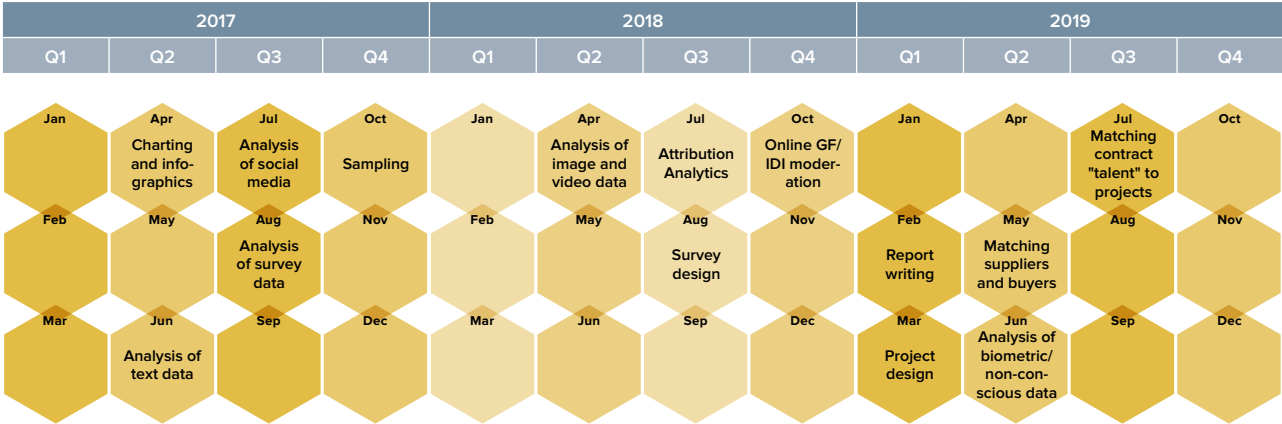 2017
2018
2019
Q1
Q2
Q3
Q4
Q1
Q2
Q3
Q4
Q1
Q2
Q3
Q4
Jan
Apr
Charting
and info-
graphics
Jul
Analysis
of social
media
Oct
Sampling
Jan
Apr
Analysis of
image and
video data
Jul
Attribution
Analytics
Oct
Online GF/
IDI moder-
ation
Jan
Apr
Jul
Matching
contract
"talent" to
projects
Oct
Feb
May
Aug
Analysis
of survey
data
Nov
Feb
May
Aug
Survey
design
Nov
Feb
Report
writing
May
Matching
suppliers
and buyers
Aug
Nov
Mar
Jun
Analysis of
text data
Sep
Dec
Mar
Jun
Sep
Dec
Mar
Project
design
Jun
Analysis of
biometric/
non-con-
scious data
Sep
Dec